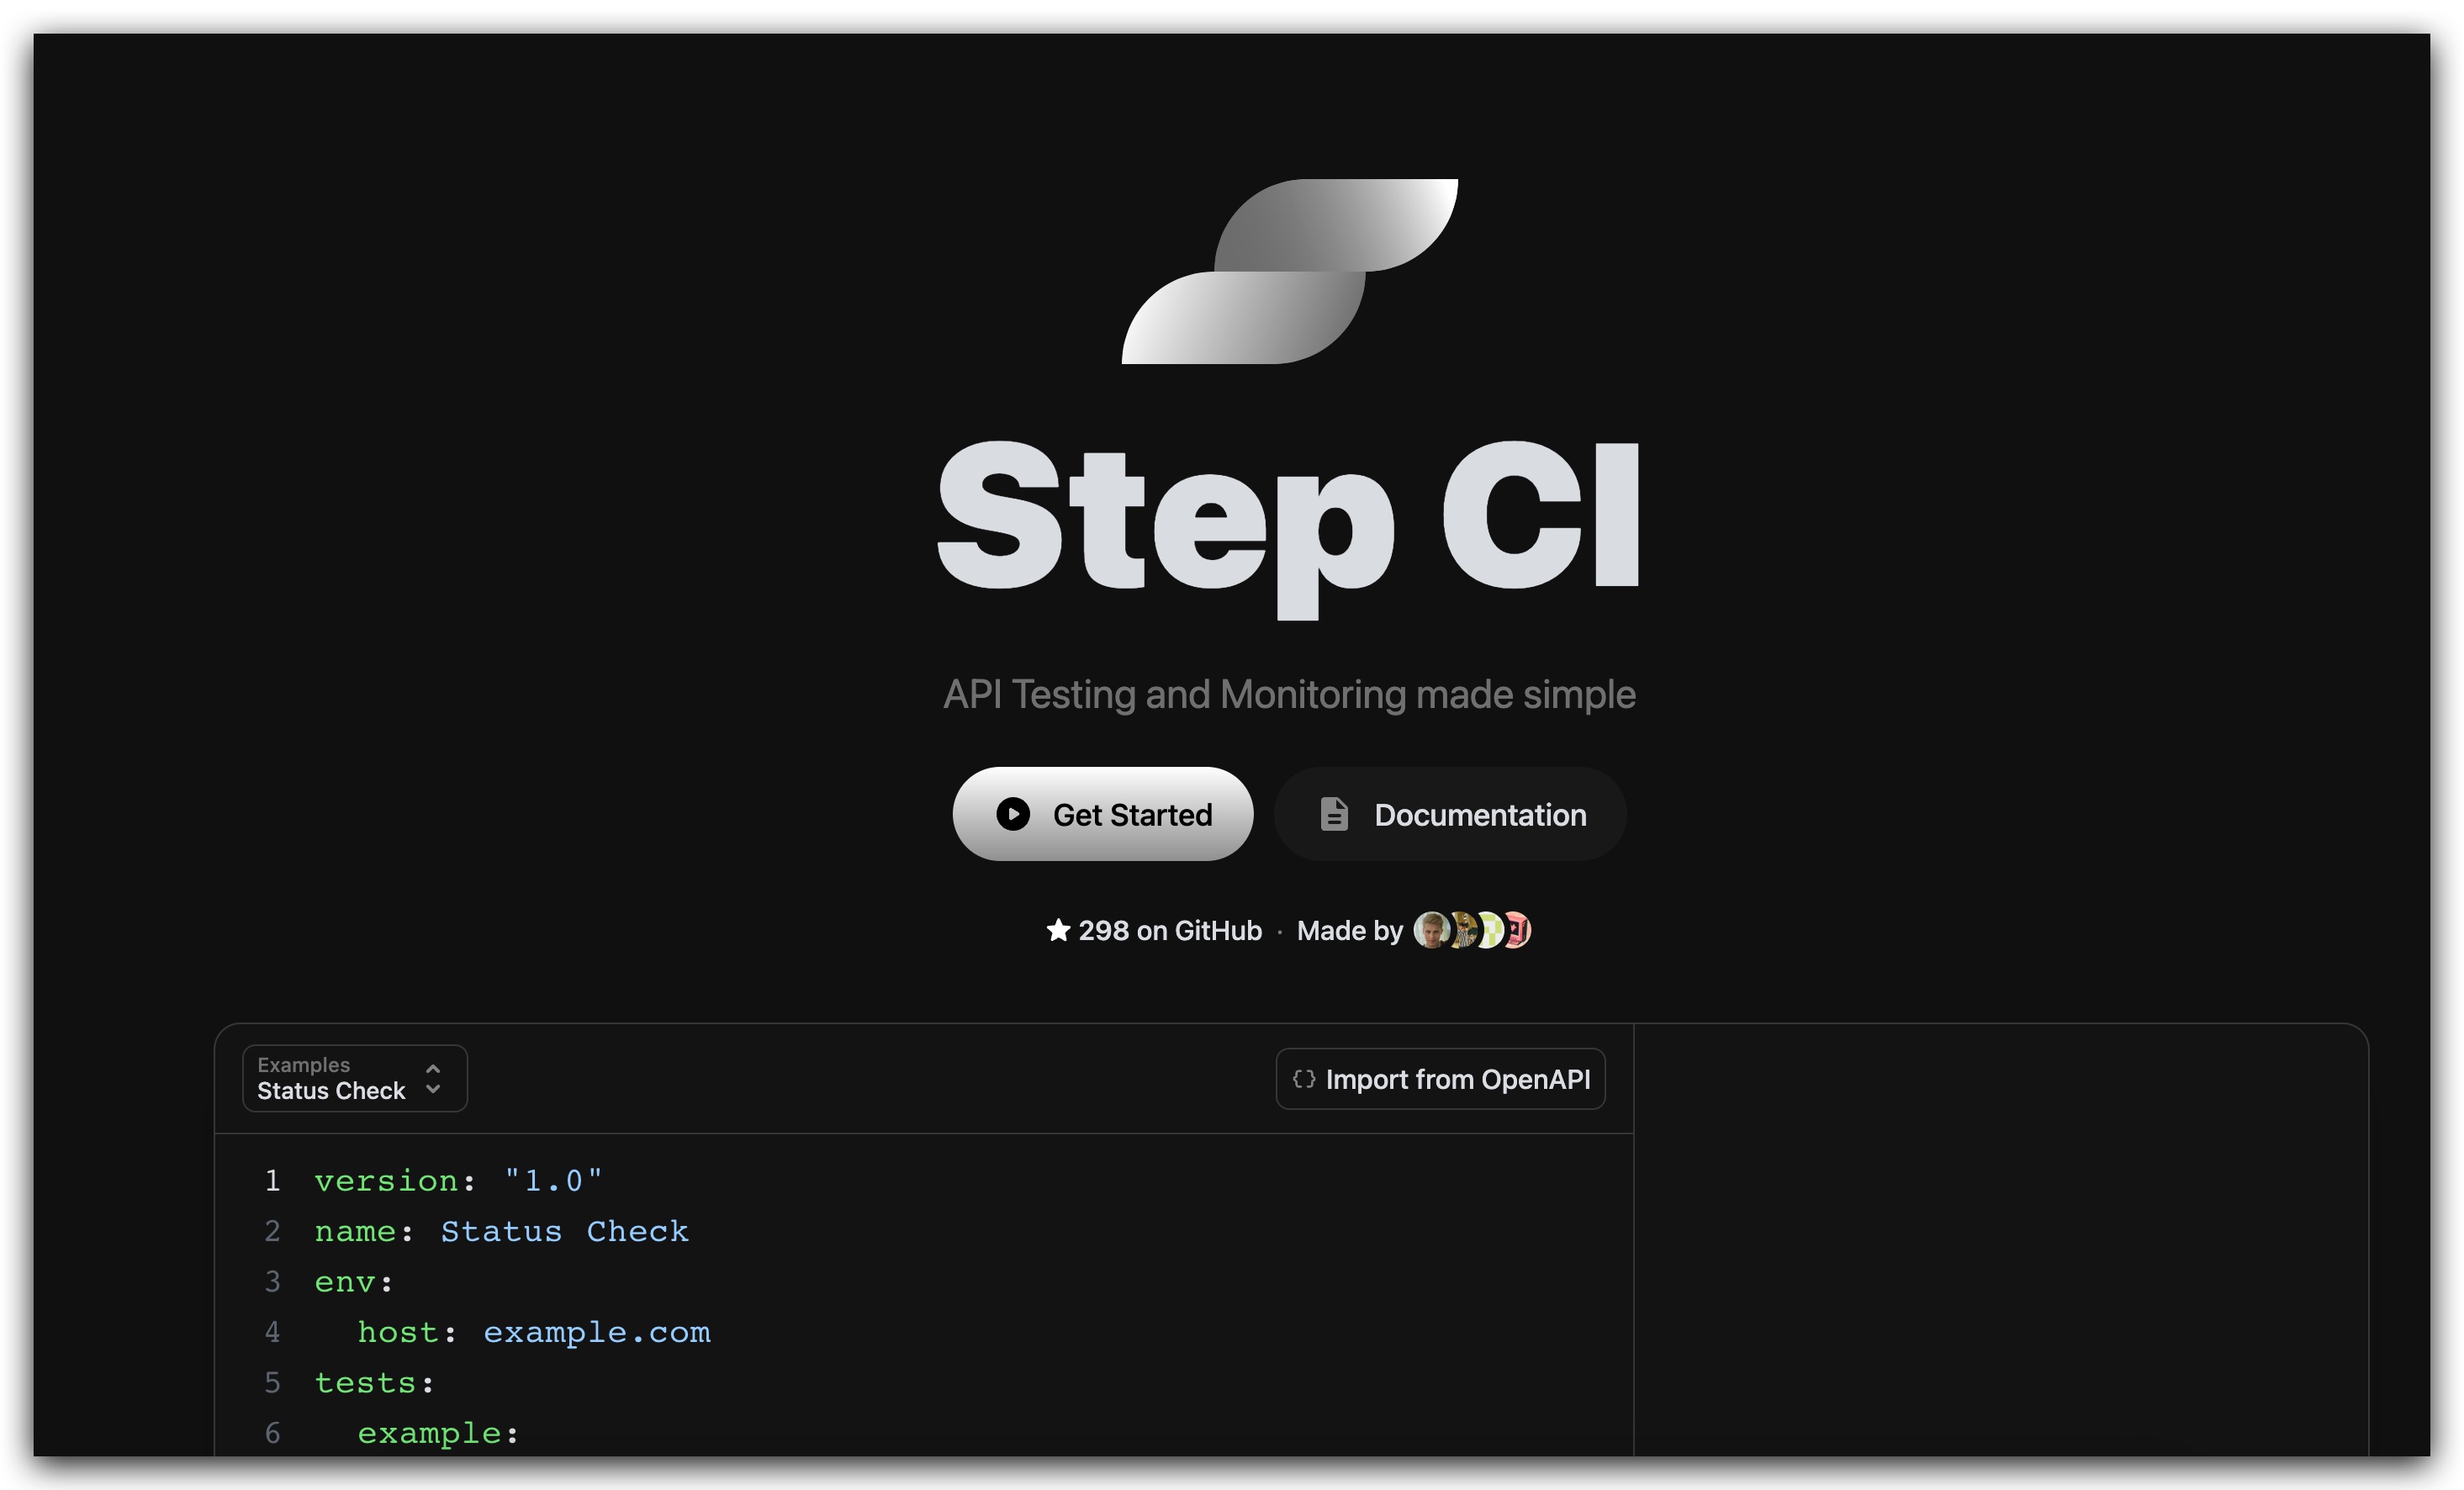 Step CI
API Testing and Monitoring made simple
Get Started
Documentation
298 on GitHub · Made by
Examples
Status Check
Import from OpenAPI
1 version: "1.0"
2 name: Status Check
3 env:
4   host: example.com
5 tests:
6   example: